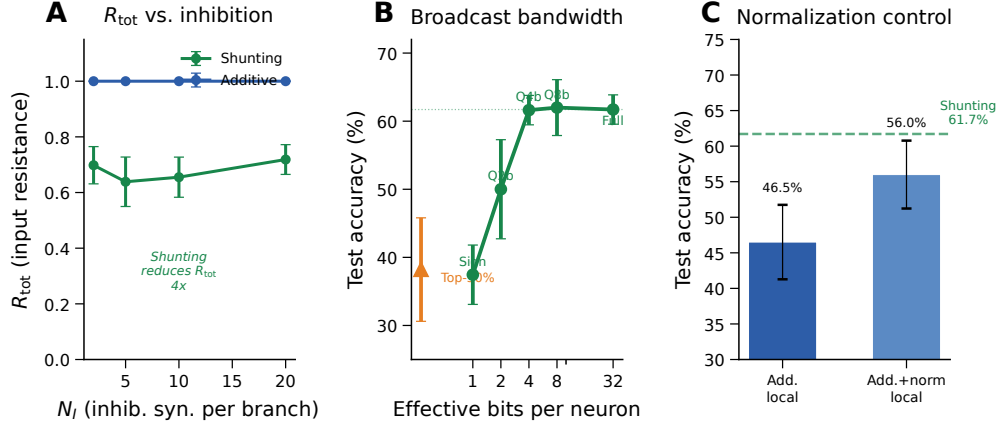 A
R_tot vs. inhibition
Shunting
Additive
Shunting
reduces R_tot
4x
R_tot (input resistance)
0.0
0.2
0.4
0.6
0.8
1.0
5
10
15
20
N_I (inhib. syn. per branch)
B
Broadcast bandwidth
Test accuracy (%)
70
60
50
40
30
Q4b
Q8b
Full
Q2b
Sign
1
2
4
8
32
Effective bits per neuron
C
Normalization control
Test accuracy (%)
75
70
65
60
55
50
45
40
35
30
Shunting
61.7%
46.5%
56.0%
Add.
local
Add.+norm
local